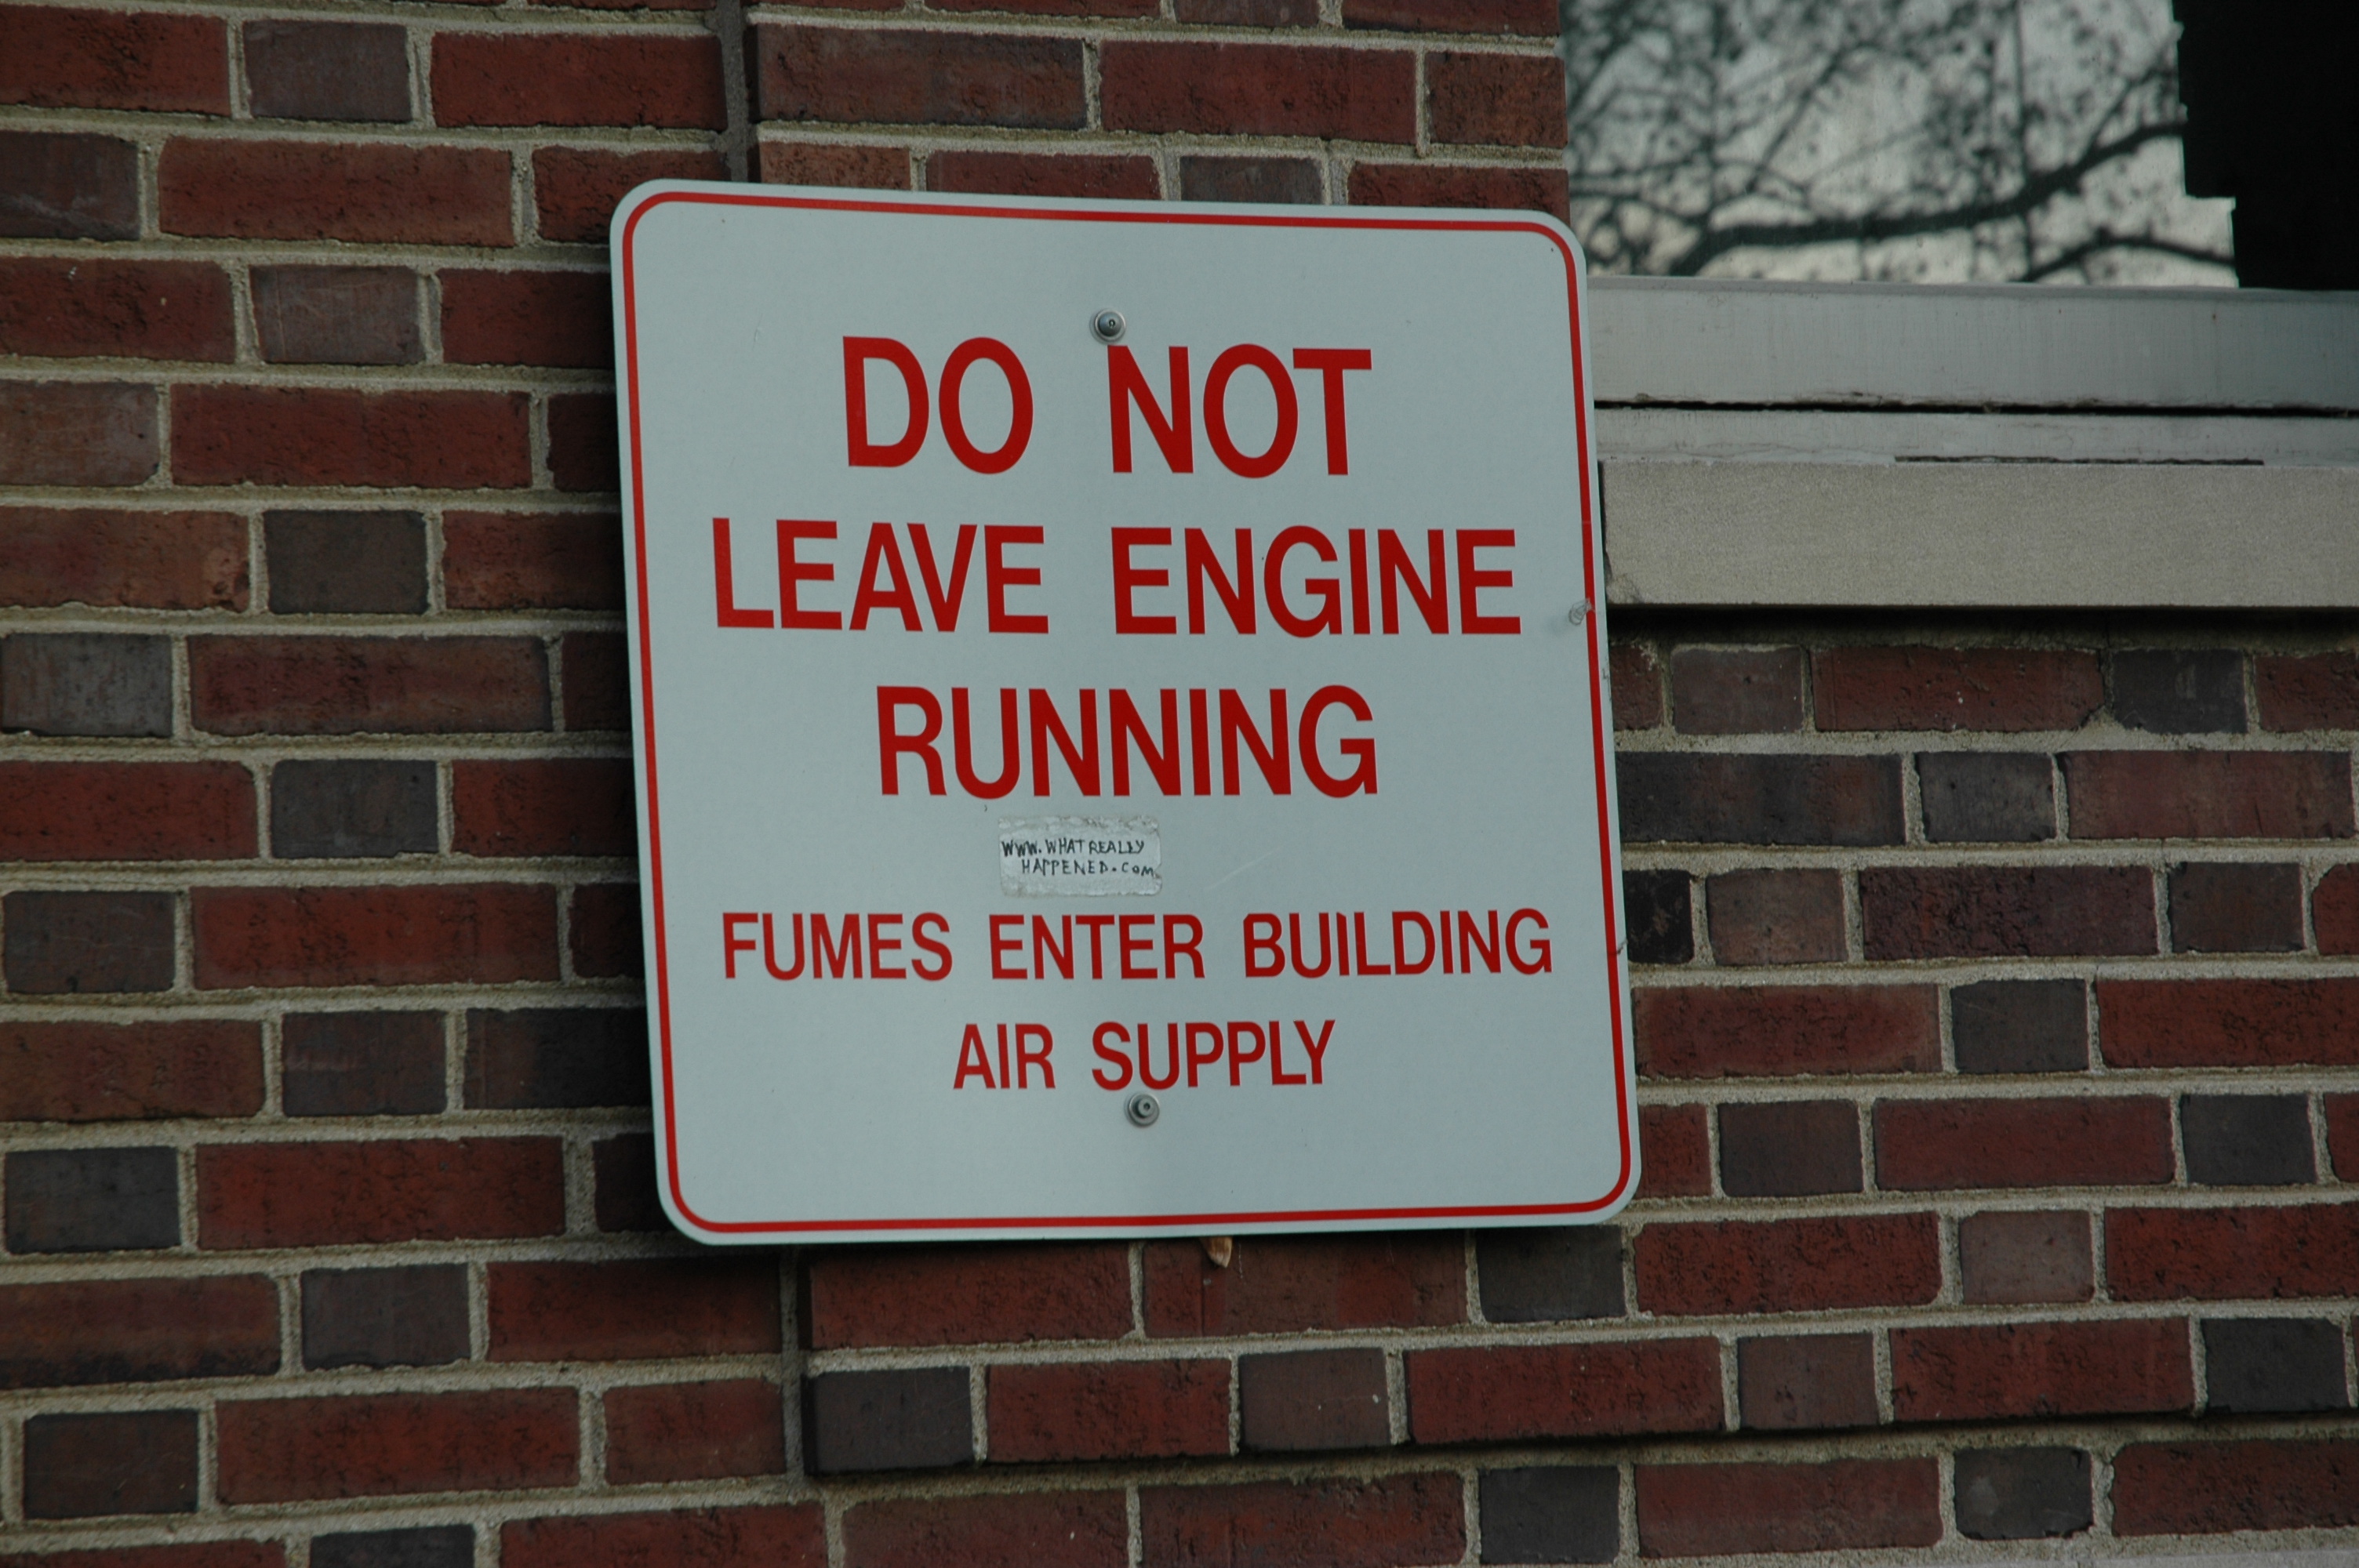 DO NOT
LEAVE ENGINE
RUNNING
WWW.WHATREALLY
HAPPENED.COM
FUMES ENTER BUILDING
AIR SUPPLY